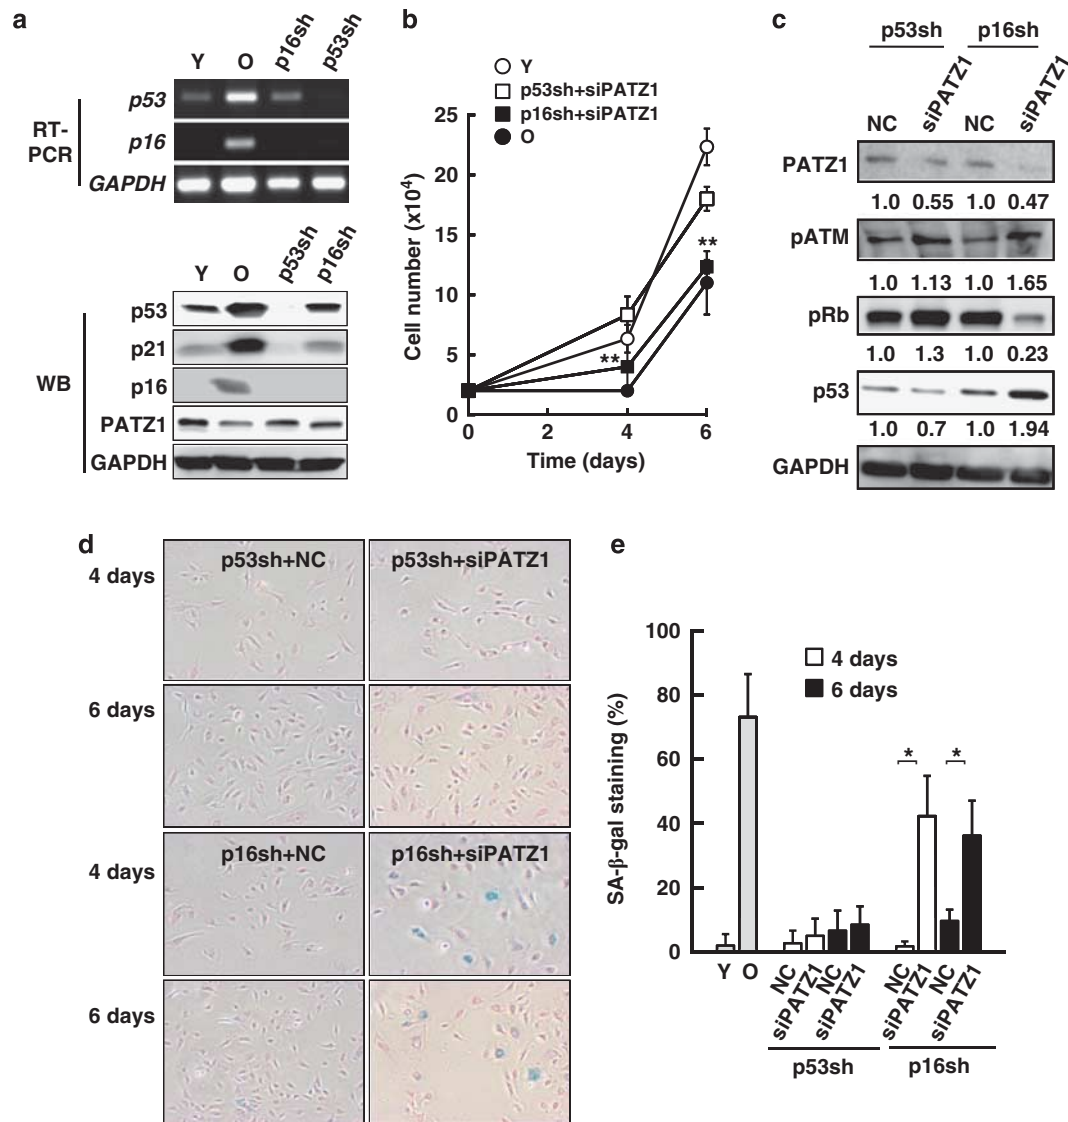 a
Y O p16sh p53sh
RT-PCR
p53
p16
GAPDH
Y O p53sh p16sh
WB
p53
p21
p16
PATZ1
GAPDH
b
Y
p53sh+siPATZ1
p16sh+siPATZ1
O
Cell number (x10⁴)
25
20
15
10
5
0
**
**
0 2 4 6
Time (days)
c
p53sh p16sh
NC siPATZ1 NC siPATZ1
PATZ1
1.0 0.55 1.0 0.47
pATM
1.0 1.13 1.0 1.65
pRb
1.0 1.3 1.0 0.23
p53
1.0 0.7 1.0 1.94
GAPDH
d
4 days
p53sh+NC
p53sh+siPATZ1
6 days
4 days
p16sh+NC
p16sh+siPATZ1
6 days
e
SA-β-gal staining (%)
100
80
60
40
20
0
4 days
6 days
* *
Y O NC siPATZ1 NC siPATZ1 NC siPATZ1 NC siPATZ1
p53sh p16sh